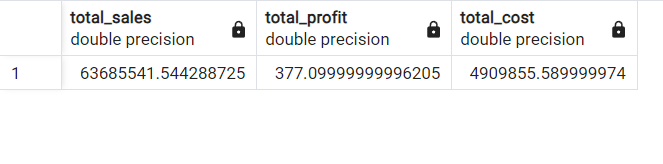 total_sales total_profit total_cost
double precision double precision double precision
1 63685541.544288725 377.09999999996205 4909855.589999974